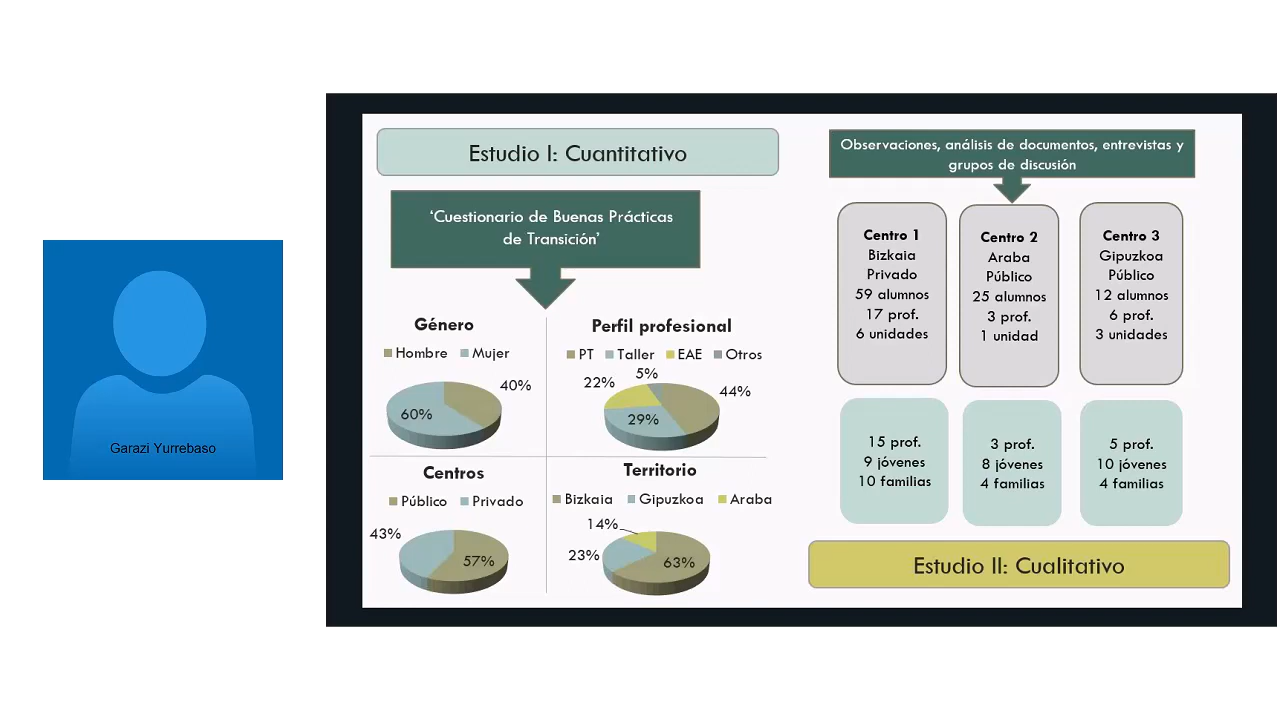 Garazi Yurrebaso
Estudio I: Cuantitativo
‘Cuestionario de Buenas Prácticas
de Transición’
Género
Hombre Mujer
40%
60%
Perfil profesional
PT Taller EAE Otros
5%
22%
44%
29%
Centros
Público Privado
43%
57%
Territorio
Bizkaia Gipuzkoa Araba
14%
23%
63%
Observaciones, análisis de documentos, entrevistas y
grupos de discusión
Centro 1
Bizkaia
Privado
59 alumnos
17 prof.
6 unidades
Centro 2
Araba
Público
25 alumnos
3 prof.
1 unidad
Centro 3
Gipuzkoa
Público
12 alumnos
6 prof.
3 unidades
15 prof.
9 jóvenes
10 familias
3 prof.
8 jóvenes
4 familias
5 prof.
10 jóvenes
4 familias
Estudio II: Cualitativo